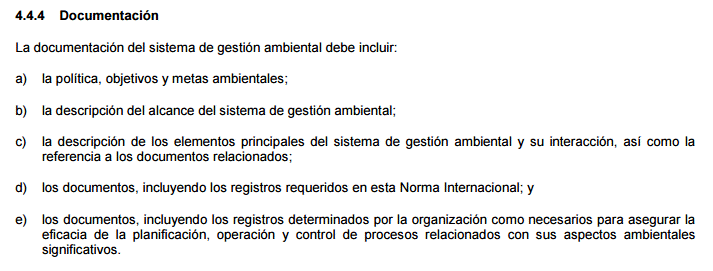 4.4.4 Documentación
La documentación del sistema de gestión ambiental debe incluir:
a) la política, objetivos y metas ambientales;
b) la descripción del alcance del sistema de gestión ambiental;
c) la descripción de los elementos principales del sistema de gestión ambiental y su interacción, así como la
referencia a los documentos relacionados;
d) los documentos, incluyendo los registros requeridos en esta Norma Internacional; y
e) los documentos, incluyendo los registros determinados por la organización como necesarios para asegurar la
eficacia de la planificación, operación y control de procesos relacionados con sus aspectos ambientales
significativos.